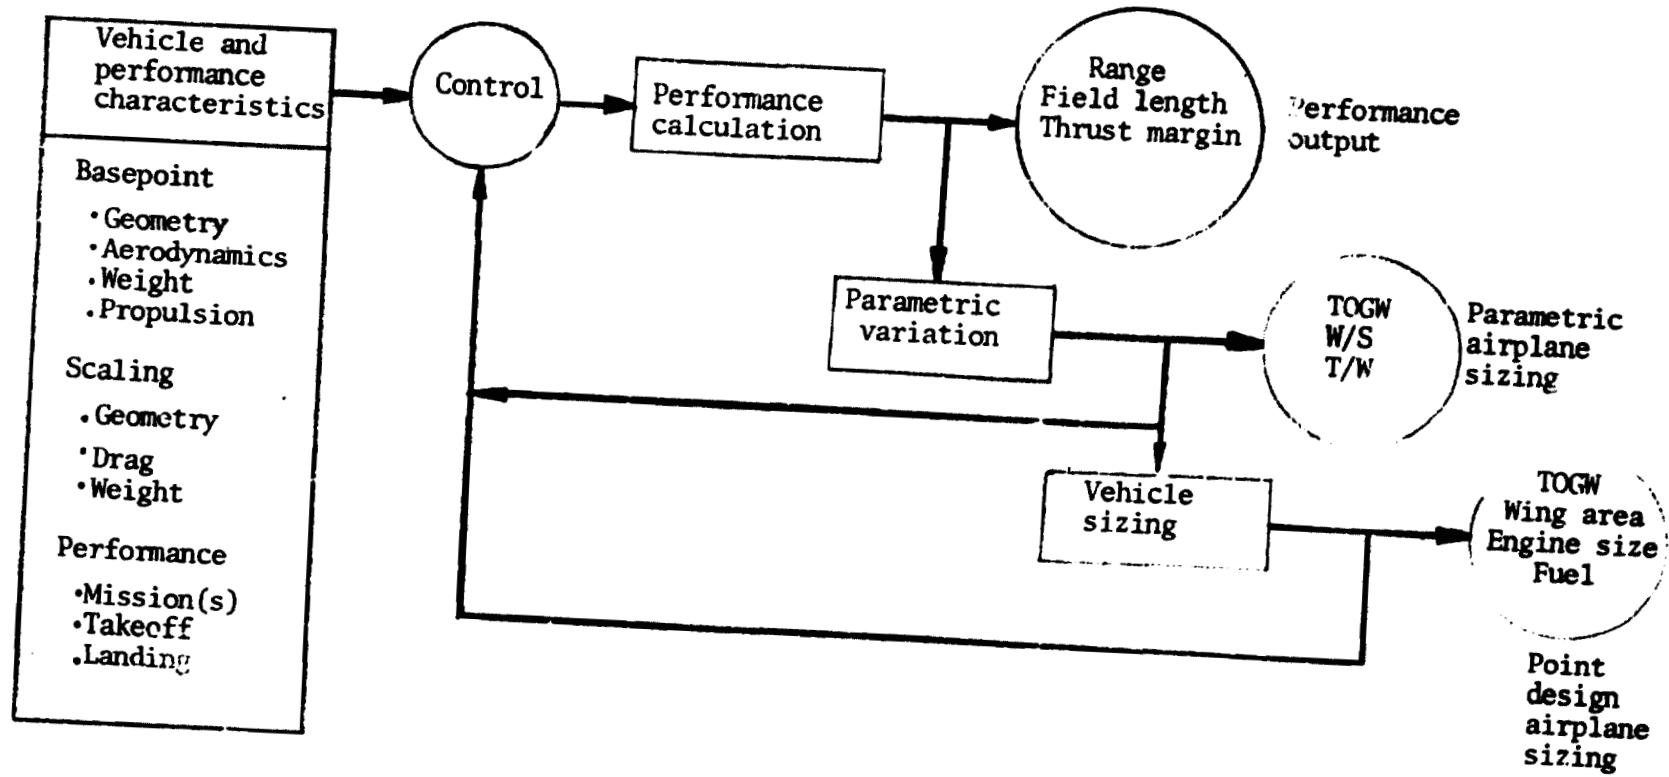 Vehicle and
performance
characteristics
Basepoint
·Geometry
·Aerodynamics
.Weight
.Propulsion
Scaling
.Geometry
·Drag
·Weight
Performance
·Mission(s)
·Takeoff
.Landing
Control
Performance
calculation
Range
Field length
Thrust margin
Performance
output
Parametric
variation
TOGW
W/S
T/W
Parametric
airplane
sizing
Vehicle
sizing
TOGW
Wing area
Engine size
Fuel
Point
design
airplane
sizing